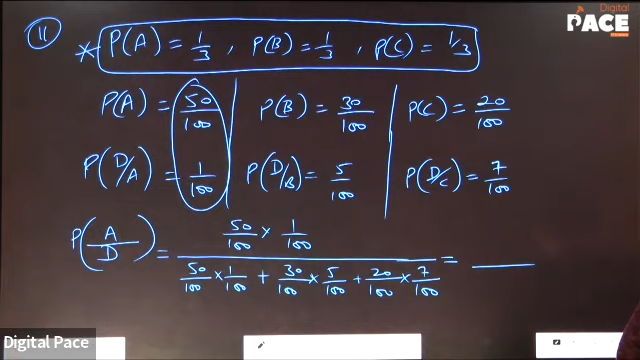 Digital
PACE
(11) * P(A) = 1/3 , P(B) = 1/3 , P(C) = 1/3
P(A) = 50/100 | P(B) = 30/100 | P(C) = 20/100
P(D/A) = 1/100 | P(D/B) = 5/100 | P(D/C) = 7/100
P(A/D) = (50/100 × 1/100) / (50/100 × 1/100 + 30/100 × 5/100 + 20/100 × 7/100) = ____
Digital Pace